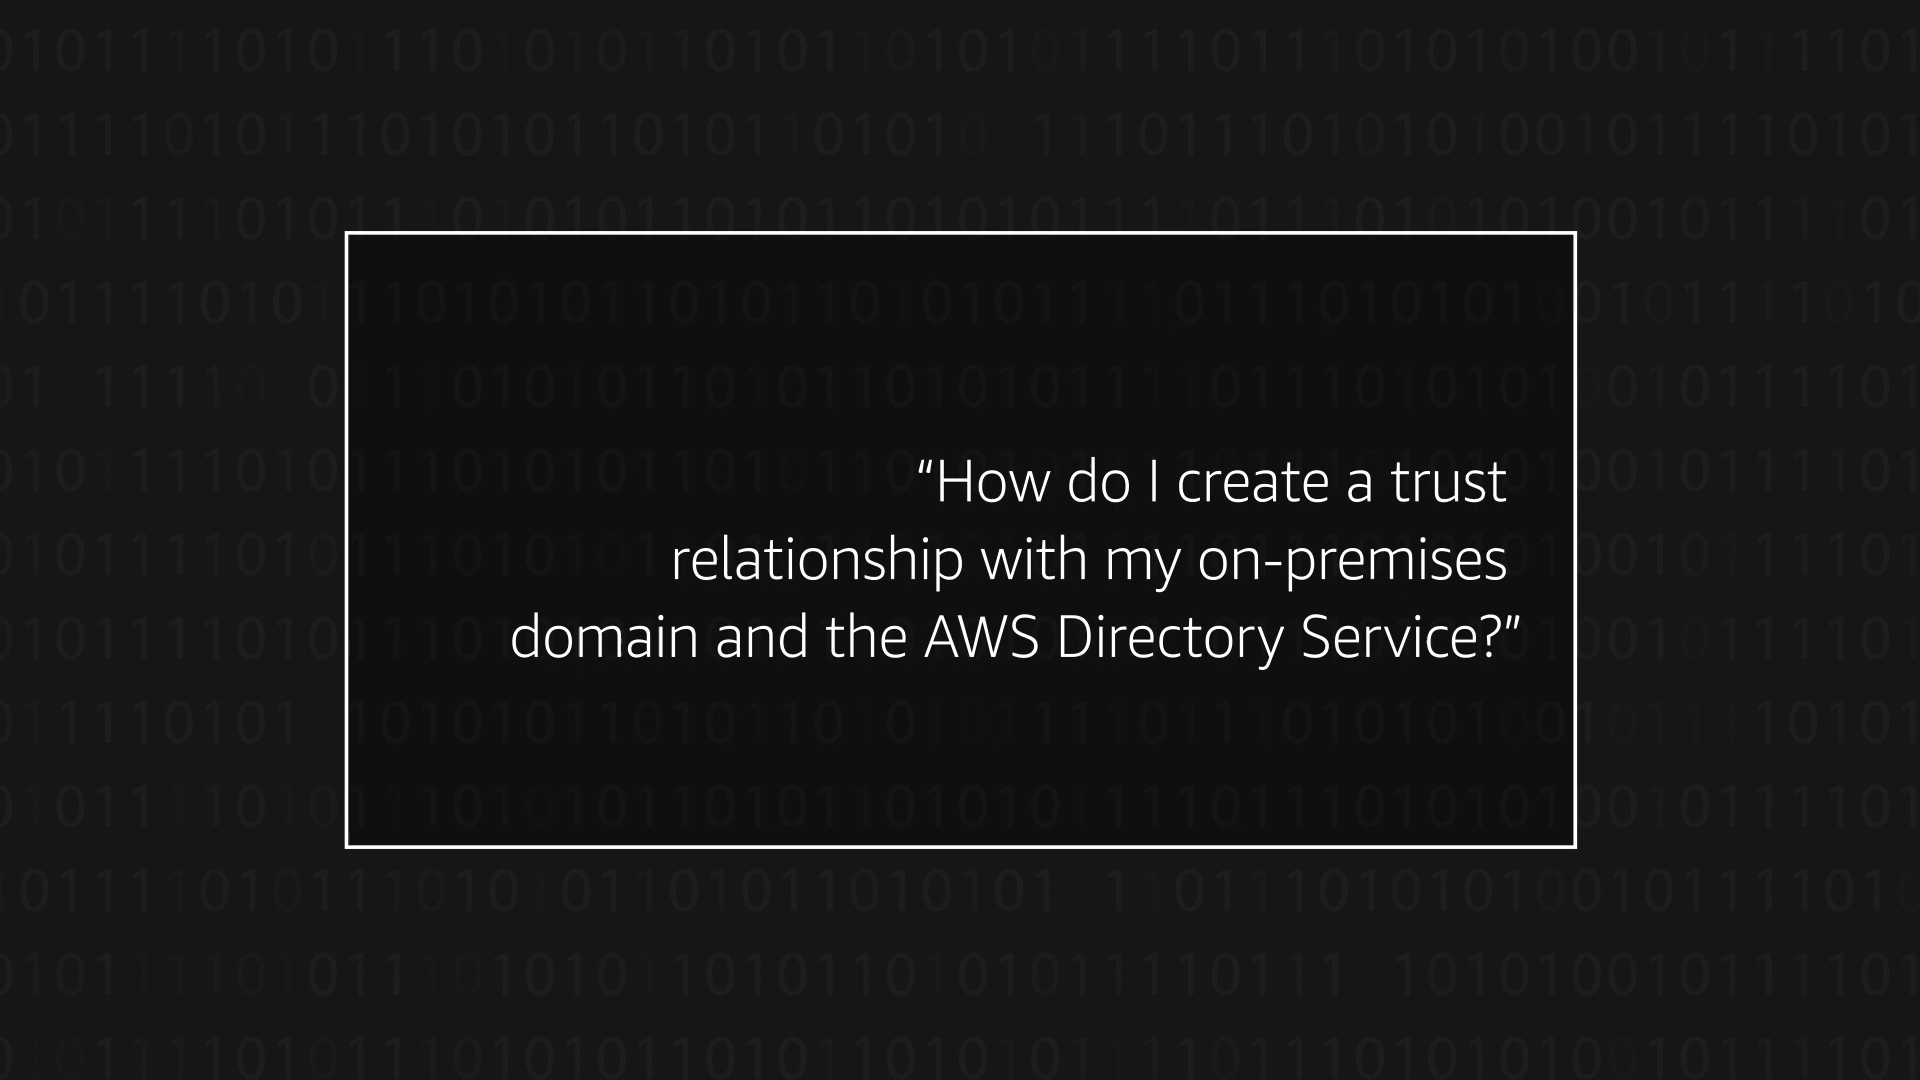 “How do I create a trust
relationship with my on-premises
domain and the AWS Directory Service?”